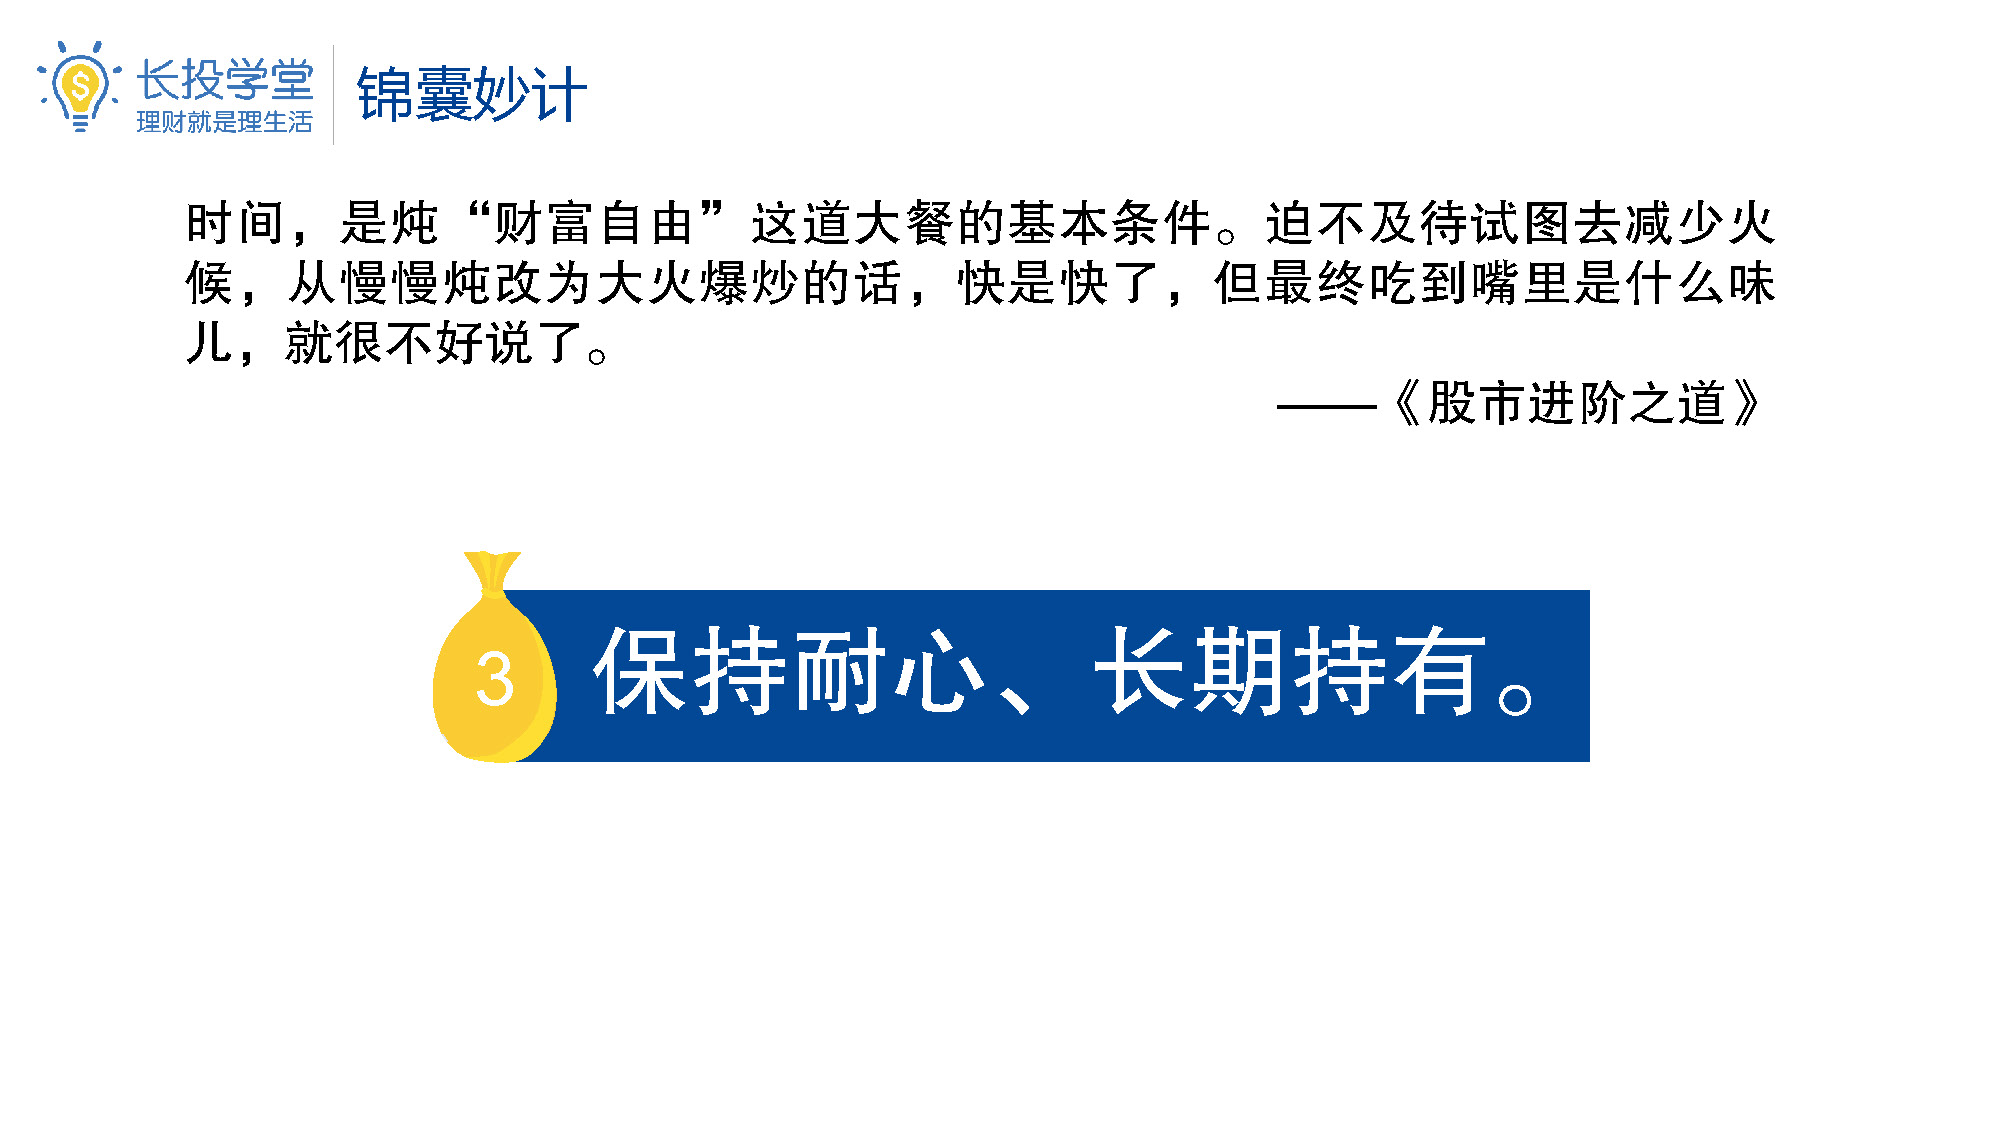 长投学堂
理财就是理生活
锦囊妙计
时间，是炖“财富自由”这道大餐的基本条件。迫不及待试图去减少火
候，从慢慢炖改为大火爆炒的话，快是快了，但最终吃到嘴里是什么味
儿，就很不好说了。
——《股市进阶之道》
3
保持耐心、长期持有。